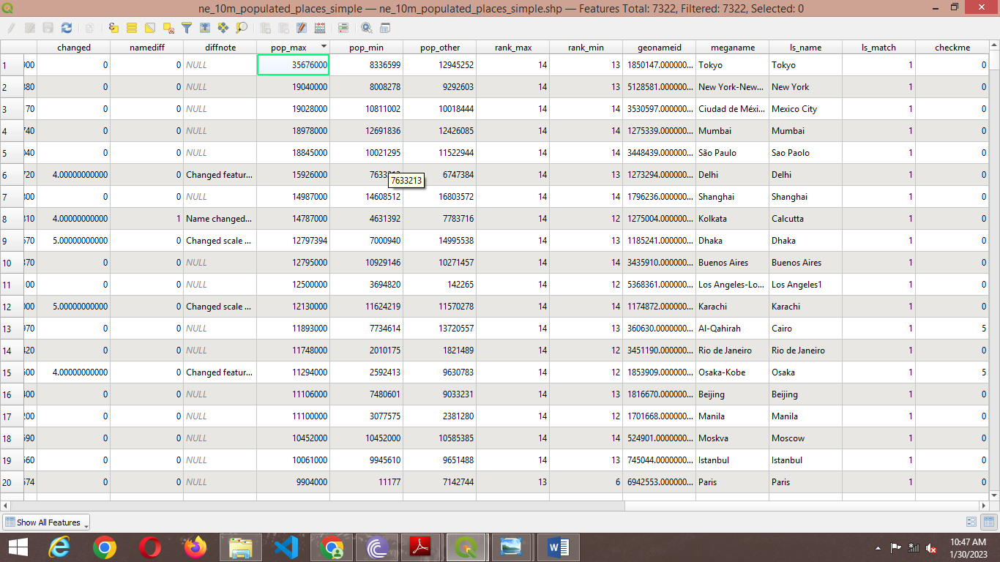 ne_10m_populated_places_simple — ne_10m_populated_places_simple.shp — Features Total: 7322, Filtered: 7322, Selected: 0
changed namediff diffnote pop_max pop_min pop_other rank_max rank_min geonameid meganame ls_name ls_match checkme
1 000 0 0 NULL 35676000 8336599 12945252 14 13 1850147.000000... Tokyo Tokyo 1 0
2 880 0 0 NULL 19040000 8008278 9292603 14 13 5128581.000000... New York-New... New York 1 0
3 70 0 0 NULL 19028000 10811002 10018444 14 14 3530597.000000... Ciudad de Méxi... Mexico City 1 0
4 740 0 0 NULL 18978000 12691836 12426085 14 14 1275339.000000... Mumbai Mumbai 1 0
5 040 0 0 NULL 18845000 10021295 11522944 14 14 3448439.000000... São Paulo Sao Paolo 1 0
6 720 4.00000000000 0 Changed featur... 15926000 7633213 6747384 14 13 1273294.000000... Delhi Delhi 1 0
7633213
7 800 0 0 NULL 14987000 14608512 16803572 14 14 1796236.000000... Shanghai Shanghai 1 0
8 810 4.00000000000 1 Name changed... 14787000 4631392 7783716 14 12 1275004.000000... Kolkata Calcutta 1 0
9 670 5.00000000000 0 Changed scale ... 12797394 7000940 14995538 14 13 1185241.000000... Dhaka Dhaka 1 0
10 370 0 0 NULL 12795000 10929146 10271457 14 14 3435910.000000... Buenos Aires Buenos Aires 1 0
11 00 0 0 NULL 12500000 3694820 142265 14 12 5368361.000000... Los Angeles-Lo... Los Angeles1 1 0
12 000 5.00000000000 0 Changed scale ... 12130000 11624219 11570278 14 14 1174872.000000... Karachi Karachi 1 0
13 970 0 0 NULL 11893000 7734614 13720557 14 13 360630.0000000... Al-Qahirah Cairo 1 5
14 420 0 0 NULL 11748000 2010175 1821489 14 12 3451190.000000... Rio de Janeiro Rio de Janeiro 1 0
15 600 4.00000000000 0 Changed featur... 11294000 2592413 9630783 14 12 1853909.000000... Osaka-Kobe Osaka 1 5
16 400 0 0 NULL 11106000 7480601 9033231 14 13 1816670.000000... Beijing Beijing 1 0
17 200 0 0 NULL 11100000 3077575 2381280 14 12 1701668.000000... Manila Manila 1 0
18 690 0 0 NULL 10452000 10452000 10585385 14 14 524901.0000000... Moskva Moscow 1 0
19 660 0 0 NULL 10061000 9945610 9651488 14 13 745044.0000000... Istanbul Istanbul 1 0
20 674 0 0 NULL 9904000 11177 7142744 13 6 6942553.000000... Paris Paris 1 0
Show All Features
10:47 AM
1/30/2023